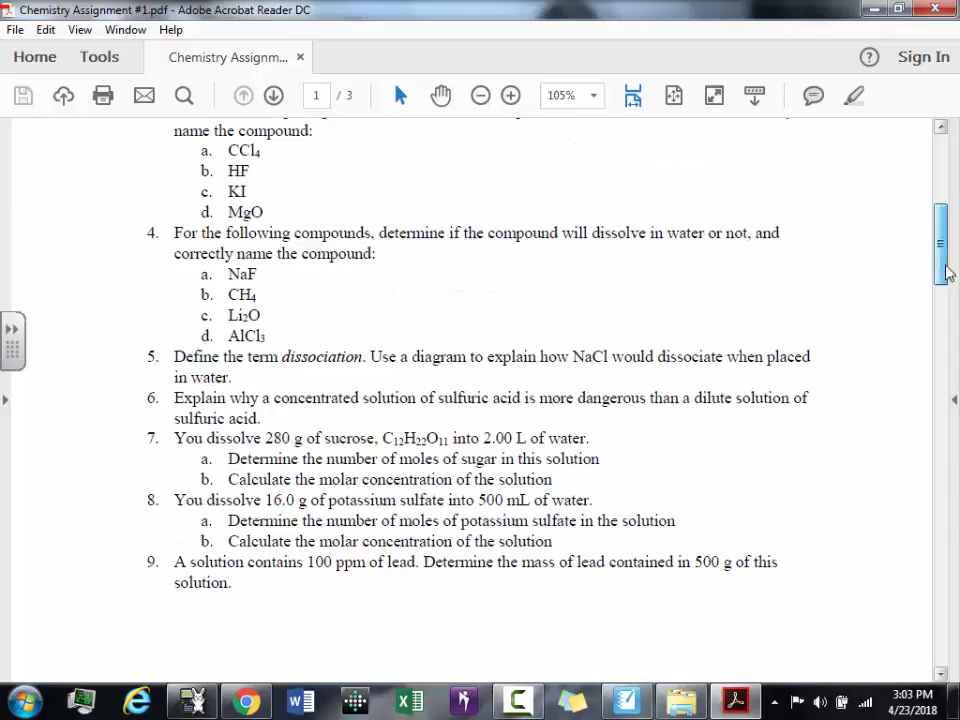 Chemistry Assignment #1.pdf - Adobe Acrobat Reader DC
File Edit View Window Help
Home Tools Chemistry Assignm... × Sign In
1 / 3 105%
name the compound:
a. CCl₄
b. HF
c. KI
d. MgO
4. For the following compounds, determine if the compound will dissolve in water or not, and
correctly name the compound:
a. NaF
b. CH₄
c. Li₂O
d. AlCl₃
5. Define the term dissociation. Use a diagram to explain how NaCl would dissociate when placed
in water.
6. Explain why a concentrated solution of sulfuric acid is more dangerous than a dilute solution of
sulfuric acid.
7. You dissolve 280 g of sucrose, C₁₂H₂₂O₁₁ into 2.00 L of water.
a. Determine the number of moles of sugar in this solution
b. Calculate the molar concentration of the solution
8. You dissolve 16.0 g of potassium sulfate into 500 mL of water.
a. Determine the number of moles of potassium sulfate in the solution
b. Calculate the molar concentration of the solution
9. A solution contains 100 ppm of lead. Determine the mass of lead contained in 500 g of this
solution.
3:03 PM
4/23/2018